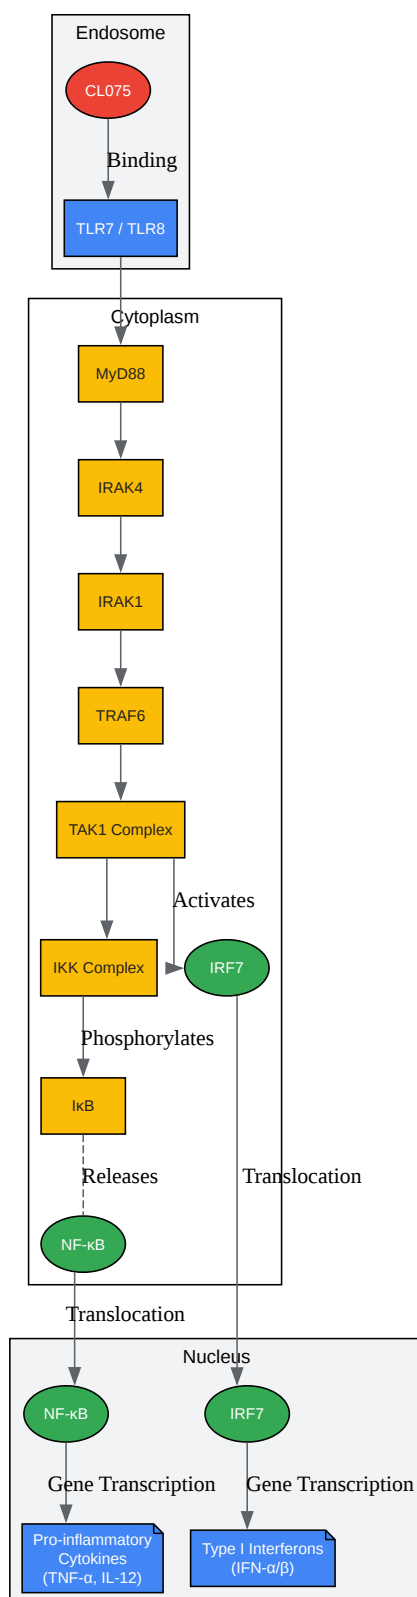 Endosome
CL075
Binding
TLR7 / TLR8
Cytoplasm
MyD88
IRAK4
IRAK1
TRAF6
TAK1 Complex
Activates
IKK Complex
IRF7
Phosphorylates
IκB
Releases
Translocation
NF-κB
Translocation
Nucleus
NF-κB
IRF7
Gene Transcription
Gene Transcription
Pro-inflammatory
Cytokines
(TNF-α, IL-12)
Type I Interferons
(IFN-α/β)